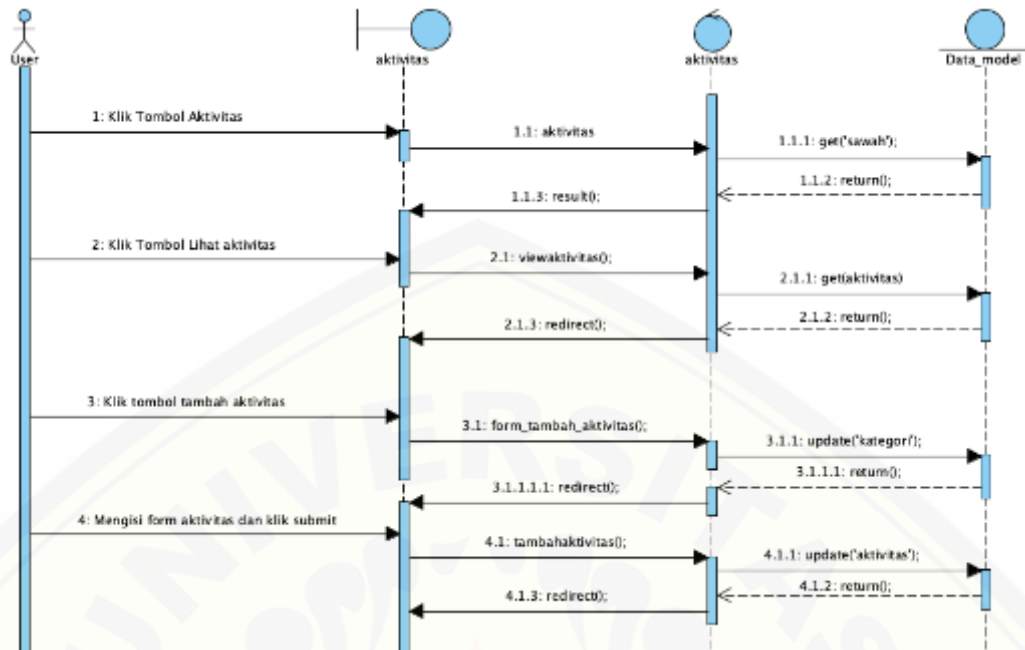 User
aktivitas
aktivitas
Data_model
1: Klik Tombol Aktivitas
1.1: aktivitas
1.1.1: get('sawah');
1.1.2: return();
1.1.3: result();
2: Klik Tombol Lihat aktivitas
2.1: viewaktivitas();
2.1.1: get(aktivitas)
2.1.2: return();
2.1.3: redirect();
3: Klik tombol tambah aktivitas
3.1: form_tambah_aktivitas();
3.1.1: update('kategori');
3.1.1.1: return();
3.1.1.1.1: redirect();
4: Mengisi form aktivitas dan klik submit
4.1: tambahaktivitas();
4.1.1: update('aktivitas');
4.1.2: return();
4.1.3: redirect();
UNIVERSITAS